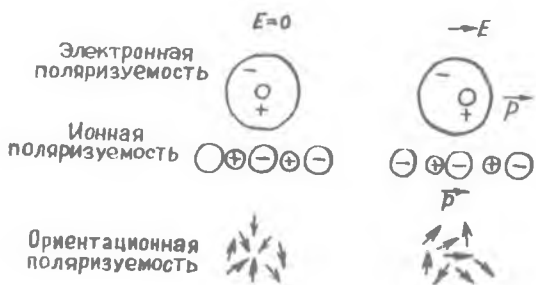 E=0
→E
Электронная
поляризуемость
−
+
−
+
p
Ионная
поляризуемость
+
−
+
−
−
+
−
+
−
p
Ориентационная
поляризуемость